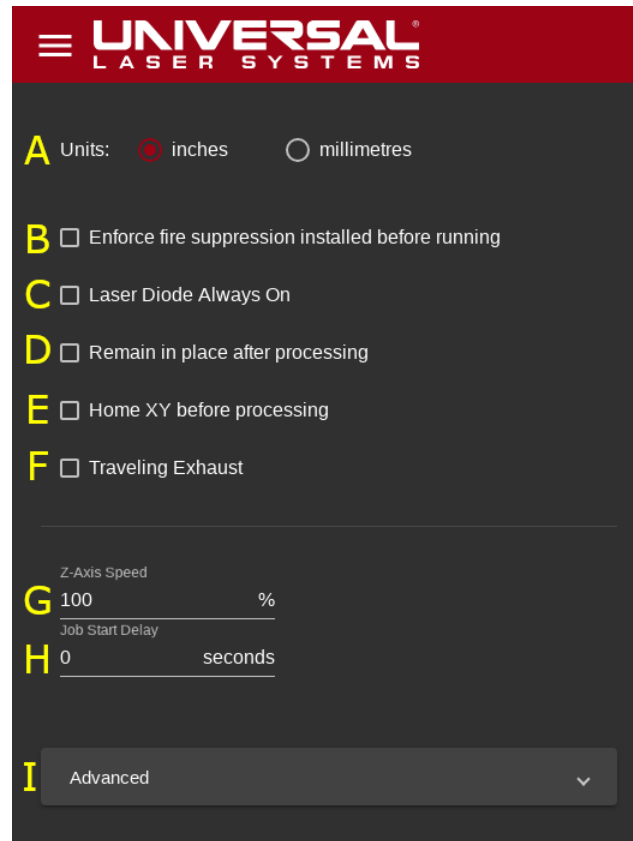 UNIVERSAL®
LASER SYSTEMS
A Units: inches millimetres
B Enforce fire suppression installed before running
C Laser Diode Always On
D Remain in place after processing
E Home XY before processing
F Traveling Exhaust
Z-Axis Speed
G 100 %
Job Start Delay
H 0 seconds
I Advanced